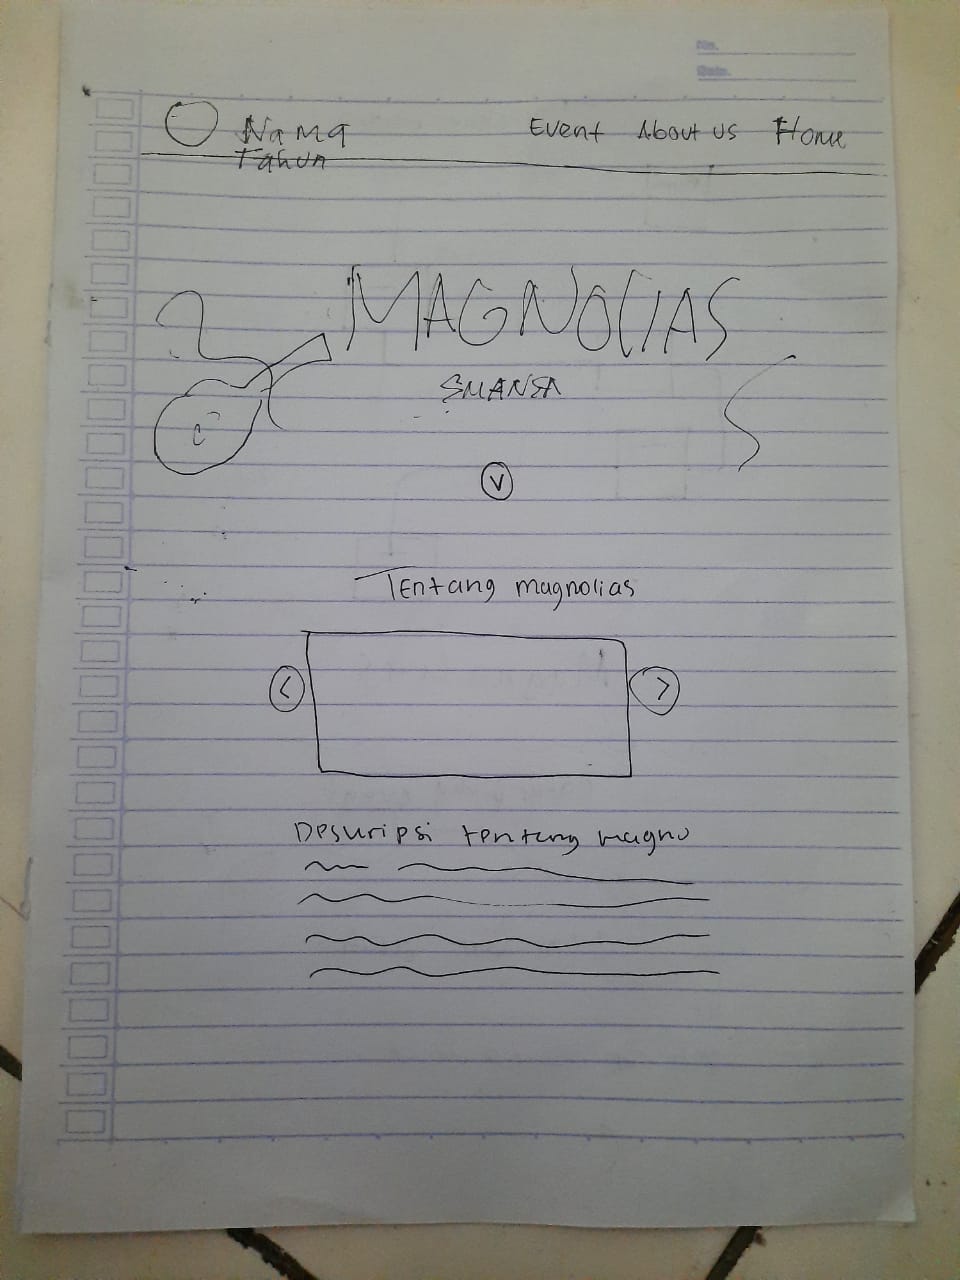 No.
Date.
Nama Event About us Home
Tahun
MAGNOLIAS
SMANSA
v
Tentang magnolias
< >
Desuripsi tentang magno